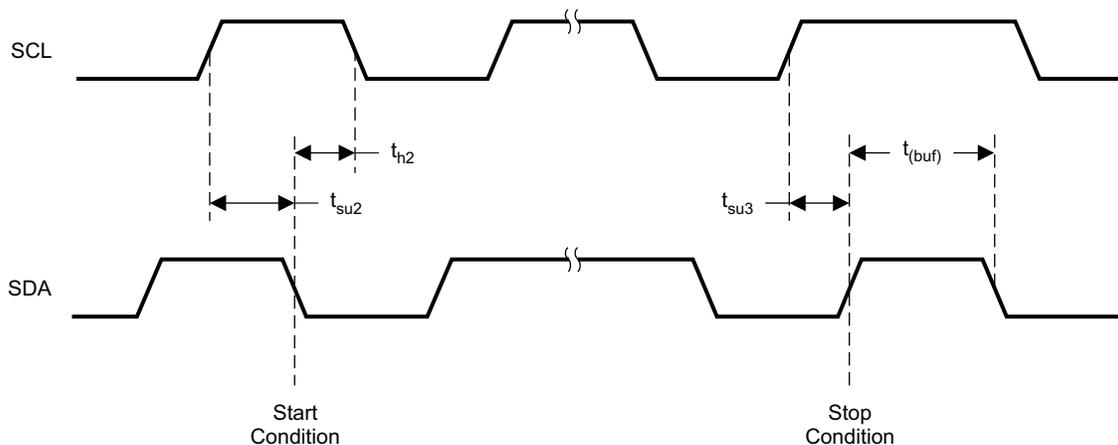 SCL
t_h2
t_(buf)
t_su2
t_su3
SDA
Start
Condition
Stop
Condition